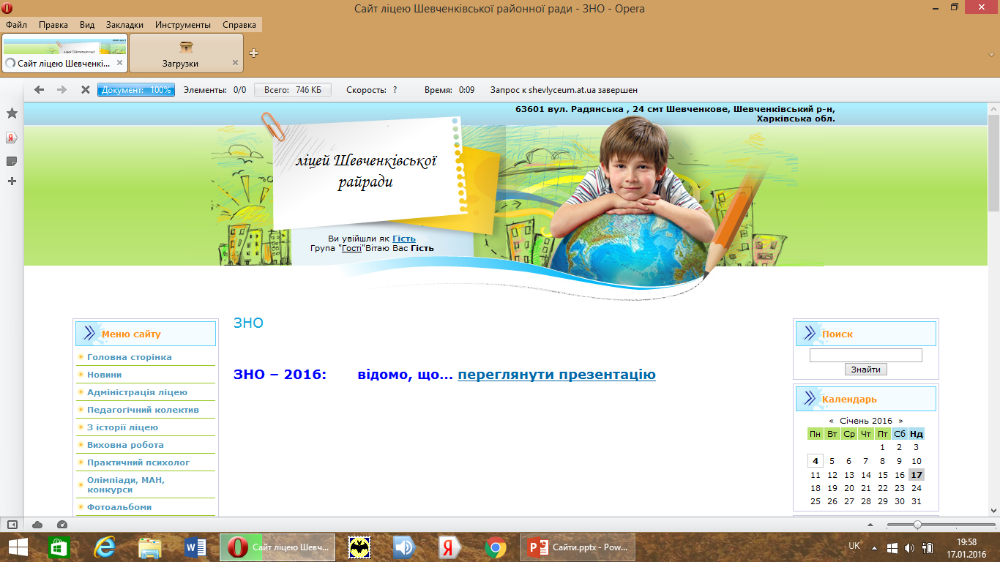 Сайт ліцею Шевченківської районної ради - ЗНО - Opera
Файл Правка Вид Закладки Инструменты Справка
Сайт ліцею Шевченкі...
Загрузки
Документ: 100% Элементы: 0/0 Всего: 746 КБ Скорость: ? Время: 0:09 Запрос к shevlyceum.at.ua завершен
63601 вул. Радянська , 24 смт Шевченкове, Шевченківський р-н,
Харківська обл.
ліцей Шевченківської
райради
Ви увійшли як Гість
Група "Гості"Вітаю Вас Гість
Меню сайту
Головна сторінка
Новини
Адміністрація ліцею
Педагогічний колектив
З історії ліцею
Виховна робота
Практичний психолог
Олімпіади, МАН,
конкурси
Фотоальбоми
ЗНО
ЗНО – 2016: відомо, що... переглянути презентацію
Поиск
Знайти
Календарь
« Січень 2016 »
Пн Вт Ср Чт Пт Сб Нд
1 2 3
4 5 6 7 8 9 10
11 12 13 14 15 16 17
18 19 20 21 22 23 24
25 26 27 28 29 30 31
Сайт ліцею Шевч...
Сайти.pptx - Pow...
UK
19:58
17.01.2016